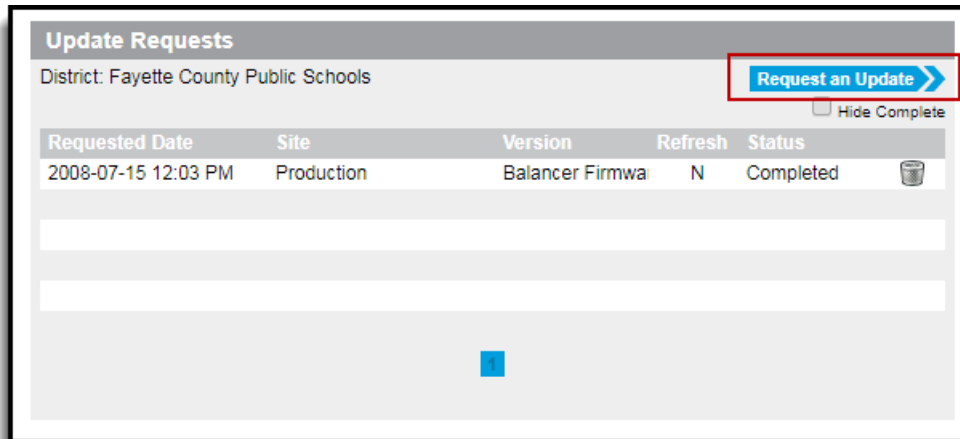 Update Requests
District: Fayette County Public Schools
Request an Update
Hide Complete
Requested Date Site Version Refresh Status
2008-07-15 12:03 PM Production Balancer Firmwa N Completed
1